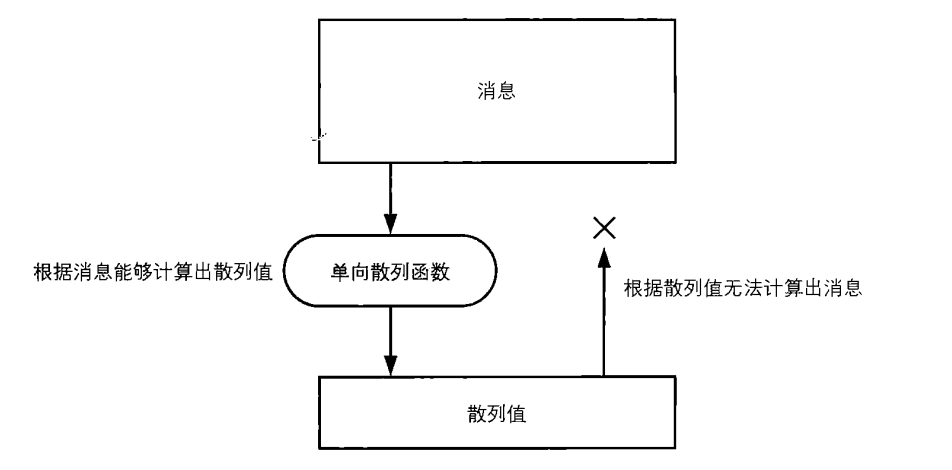 消息
根据消息能够计算出散列值
单向散列函数
根据散列值无法计算出消息
散列值